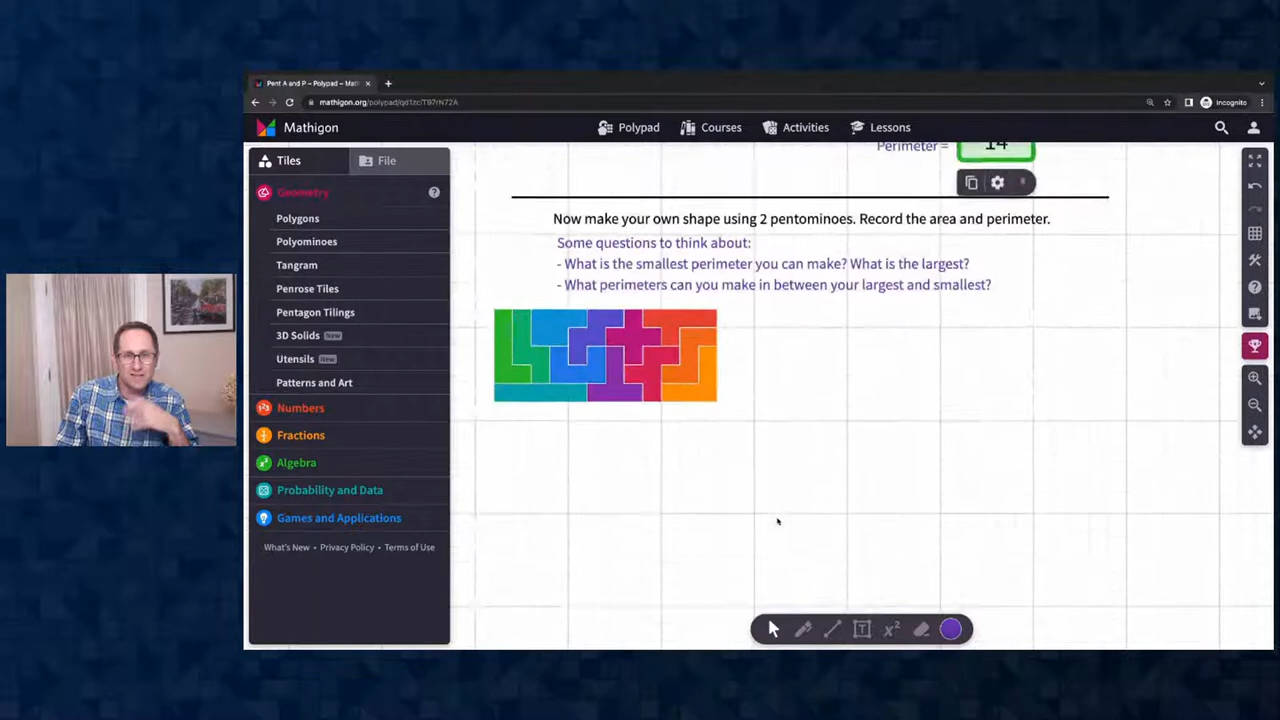 Pent A and P – Polypad – Math
mathigon.org/polypad/qd1zciT97rN72A
Incognito
Mathigon
Polypad
Courses
Activities
Lessons
Tiles
File
Geometry
Polygons
Polyominoes
Tangram
Penrose Tiles
Pentagon Tilings
3D Solids New
Utensils New
Patterns and Art
Numbers
Fractions
Algebra
Probability and Data
Games and Applications
What's New • Privacy Policy • Terms of Use
Perimeter = 14
Now make your own shape using 2 pentominoes. Record the area and perimeter.
Some questions to think about:
- What is the smallest perimeter you can make? What is the largest?
- What perimeters can you make in between your largest and smallest?
T
x²